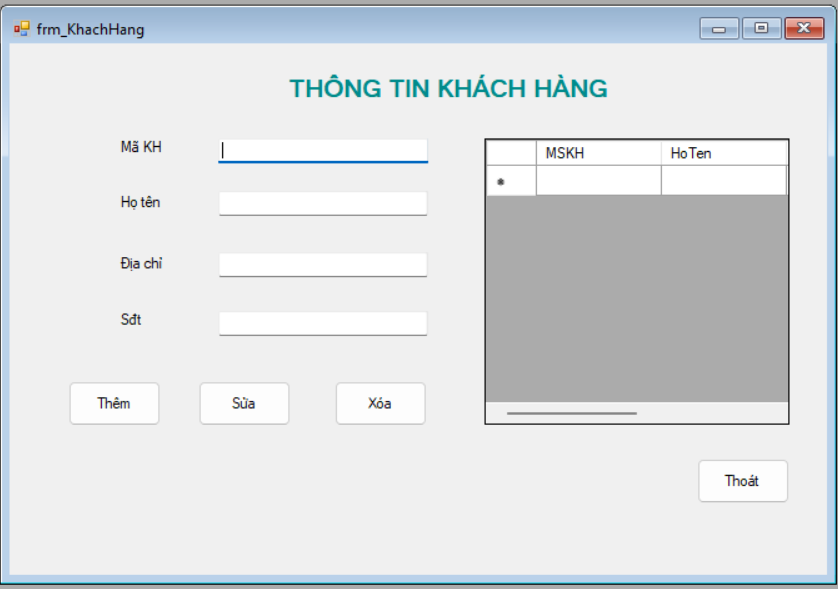 frm_KhachHang
THÔNG TIN KHÁCH HÀNG
Mã KH
Họ tên
Địa chỉ
Sđt
Thêm Sửa Xóa
MSKH HoTen
Thoát